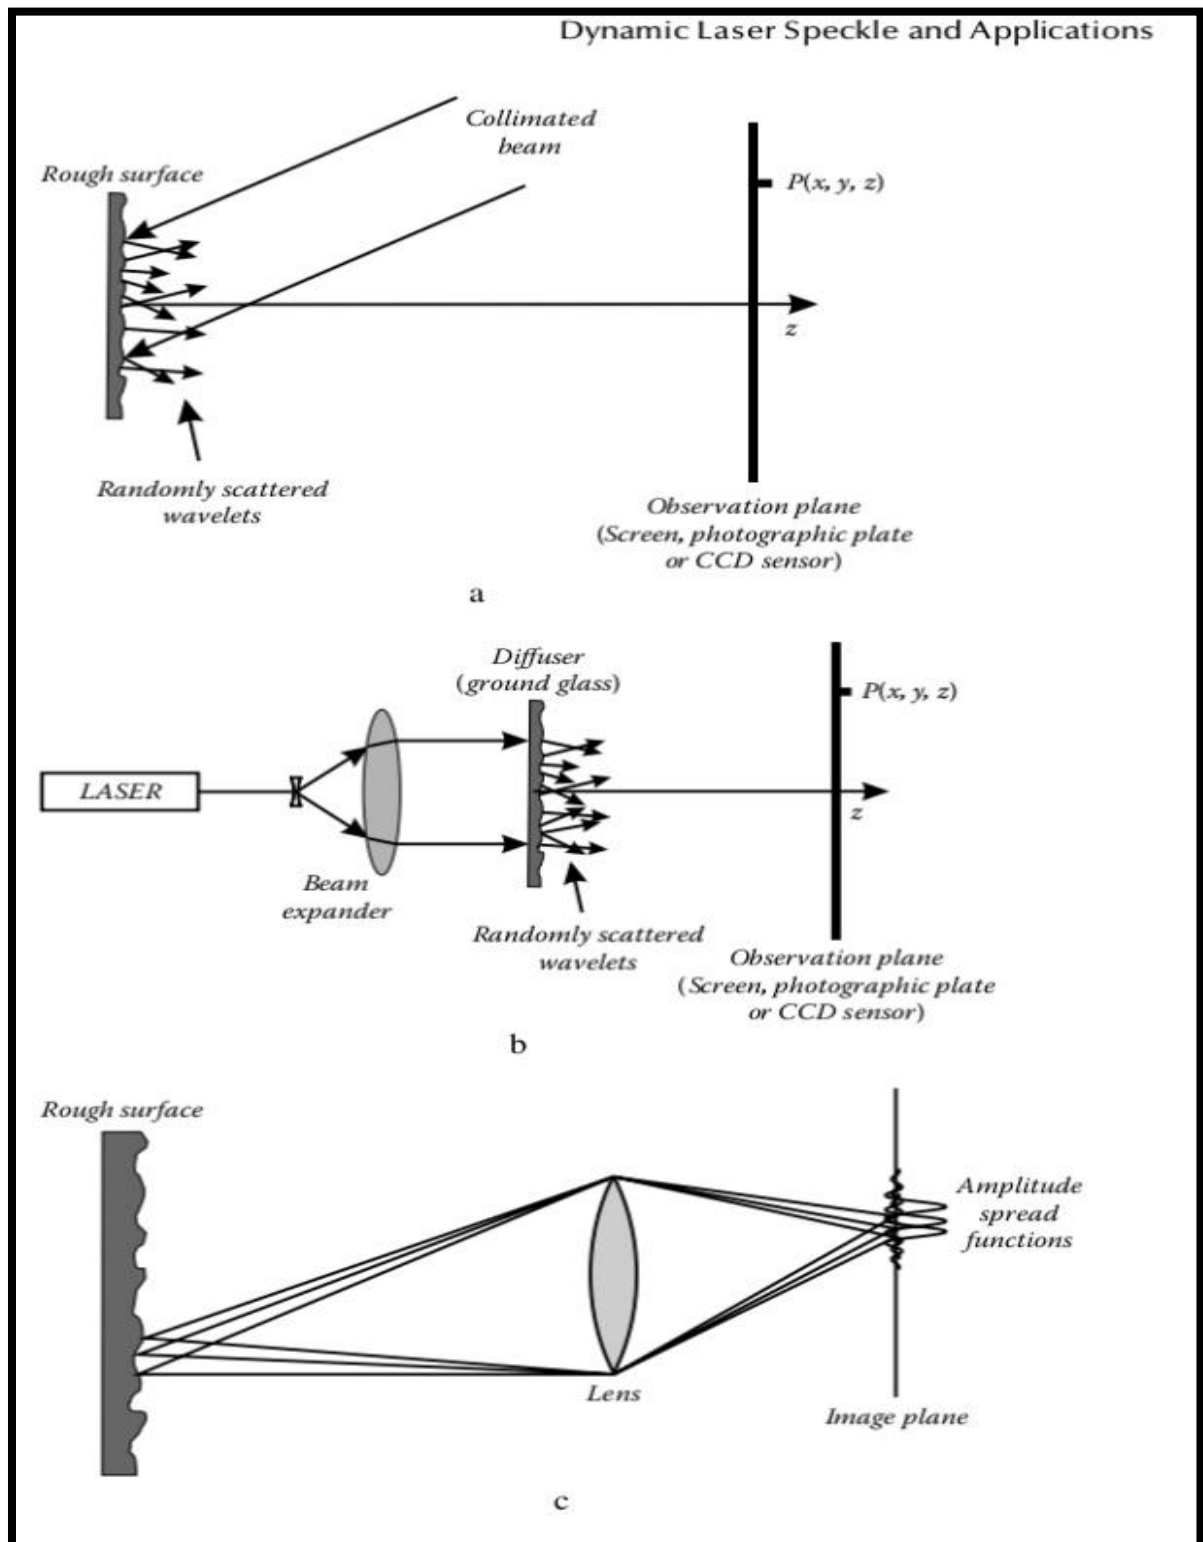 Dynamic Laser Speckle and Applications
Collimated
beam
Rough surface
P(x, y, z)
z
Randomly scattered
wavelets
Observation plane
(Screen, photographic plate
or CCD sensor)
a
Diffuser
(ground glass)
P(x, y, z)
LASER
z
Beam
expander
Randomly scattered
wavelets
Observation plane
(Screen, photographic plate
or CCD sensor)
b
Rough surface
Amplitude
spread
functions
Lens
Image plane
c